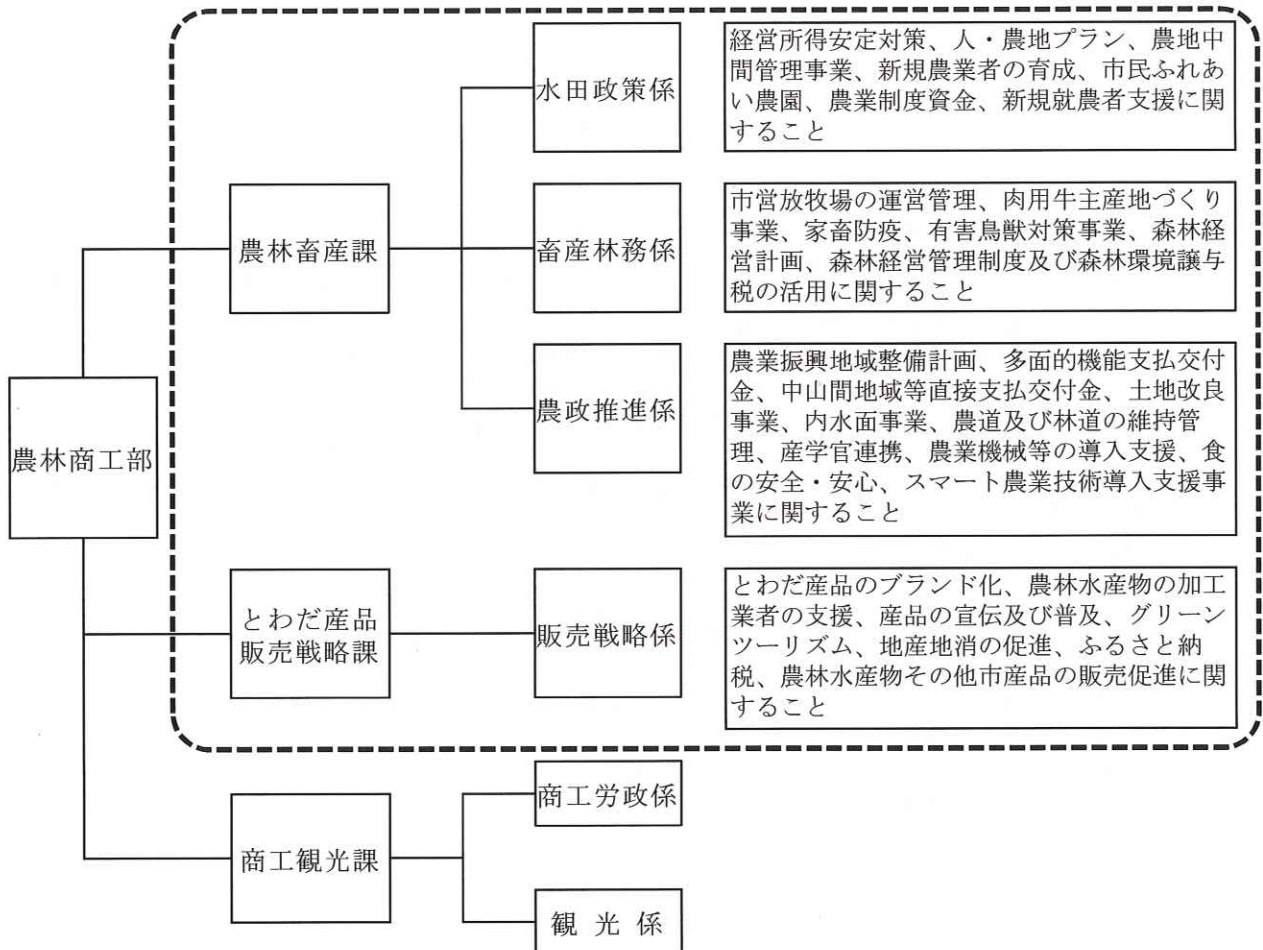 農林商工部
農林畜産課
水田政策係
経営所得安定対策、人・農地プラン、農地中
間管理事業、新規農業者の育成、市民ふれあ
い農園、農業制度資金、新規就農者支援に関
すること
畜産林務係
市営放牧場の運営管理、肉用牛主産地づくり
事業、家畜防疫、有害鳥獣対策事業、森林経
営計画、森林経営管理制度及び森林環境譲与
税の活用に関すること
農政推進係
農業振興地域整備計画、多面的機能支払交付
金、中山間地域等直接支払交付金、土地改良
事業、内水面事業、農道及び林道の維持管
理、産学官連携、農業機械等の導入支援、食
の安全・安心、スマート農業技術導入支援事
業に関すること
とわだ産品
販売戦略課
販売戦略係
とわだ産品のブランド化、農林水産物の加工
業者の支援、産品の宣伝及び普及、グリーン
ツーリズム、地産地消の促進、ふるさと納
税、農林水産物その他市産品の販売促進に関
すること
商工観光課
商工労政係
観 光 係